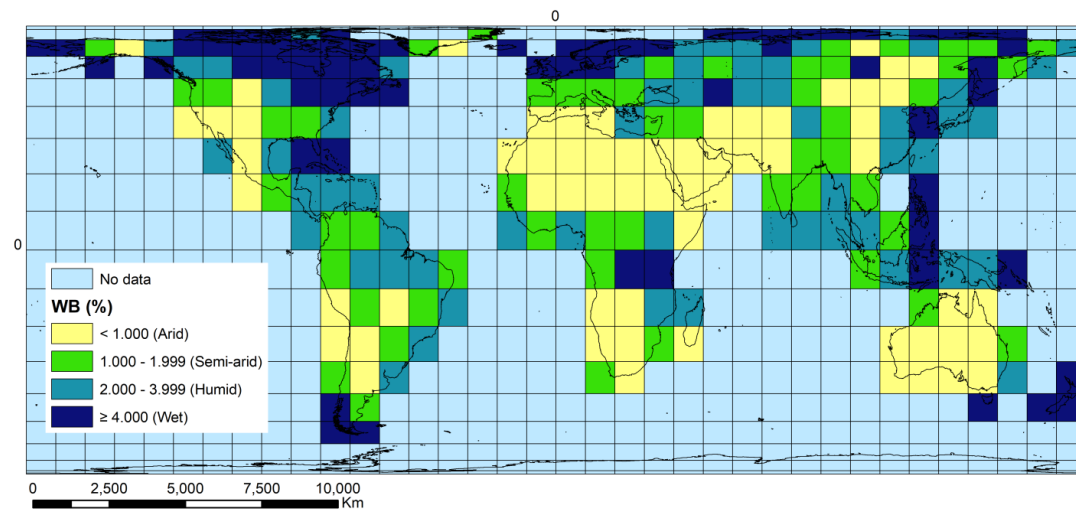 0
0
No data
WB (%)
< 1.000 (Arid)
1.000 - 1.999 (Semi-arid)
2.000 - 3.999 (Humid)
≥ 4.000 (Wet)
0 2,500 5,000 7,500 10,000
Km